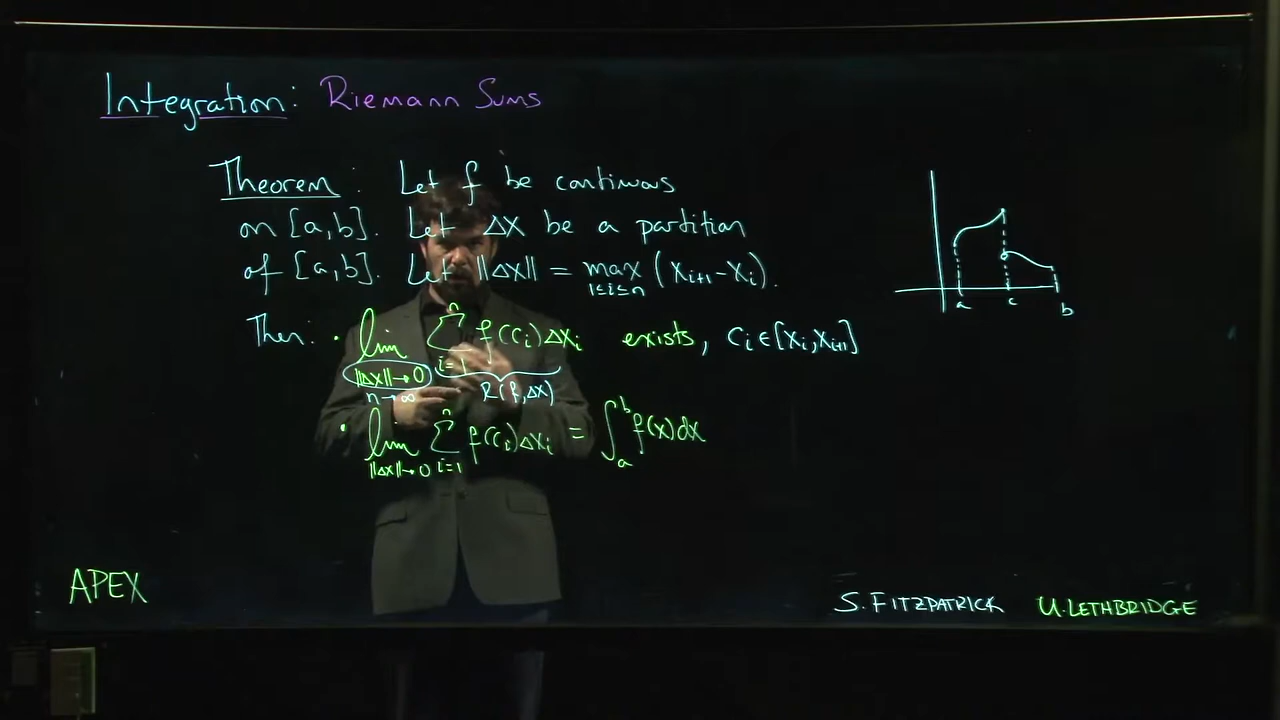 Integration: Riemann Sums
Theorem: Let f be continuous
on [a,b]. Let Δx be a partition
of [a,b]. Let ||Δx|| = max (x_{i+1} - x_i).
1≤i≤n
Then: • lim Σ f(c_i)Δx_i exists, c_i ∈ [x_i, x_{i+1}]
n
||Δx||→0 i=1
n→∞ R(f,Δx)
• lim Σ f(c_i)Δx_i = ∫_a^b f(x)dx
n
||Δx||→0 i=1
a c b
APEX
S. FITZPATRICK U. LETHBRIDGE